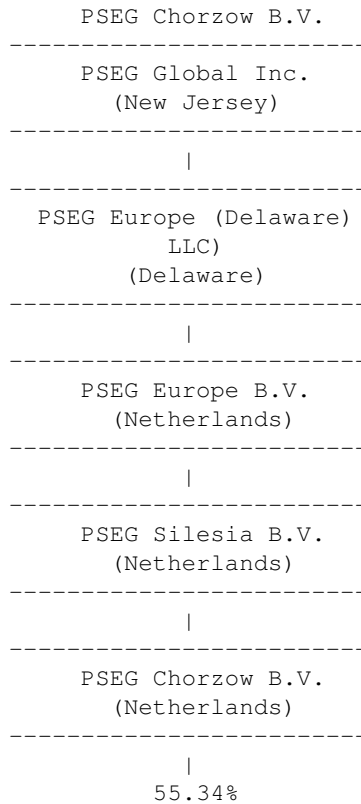 PSEG Chorzow B.V.
-------------------------
PSEG Global Inc.
(New Jersey)
-------------------------
|
-------------------------
PSEG Europe (Delaware)
LLC)
(Delaware)
-------------------------
|
-------------------------
PSEG Europe B.V.
(Netherlands)
-------------------------
|
-------------------------
PSEG Silesia B.V.
(Netherlands)
-------------------------
|
-------------------------
PSEG Chorzow B.V.
(Netherlands)
-------------------------
|
55.34%